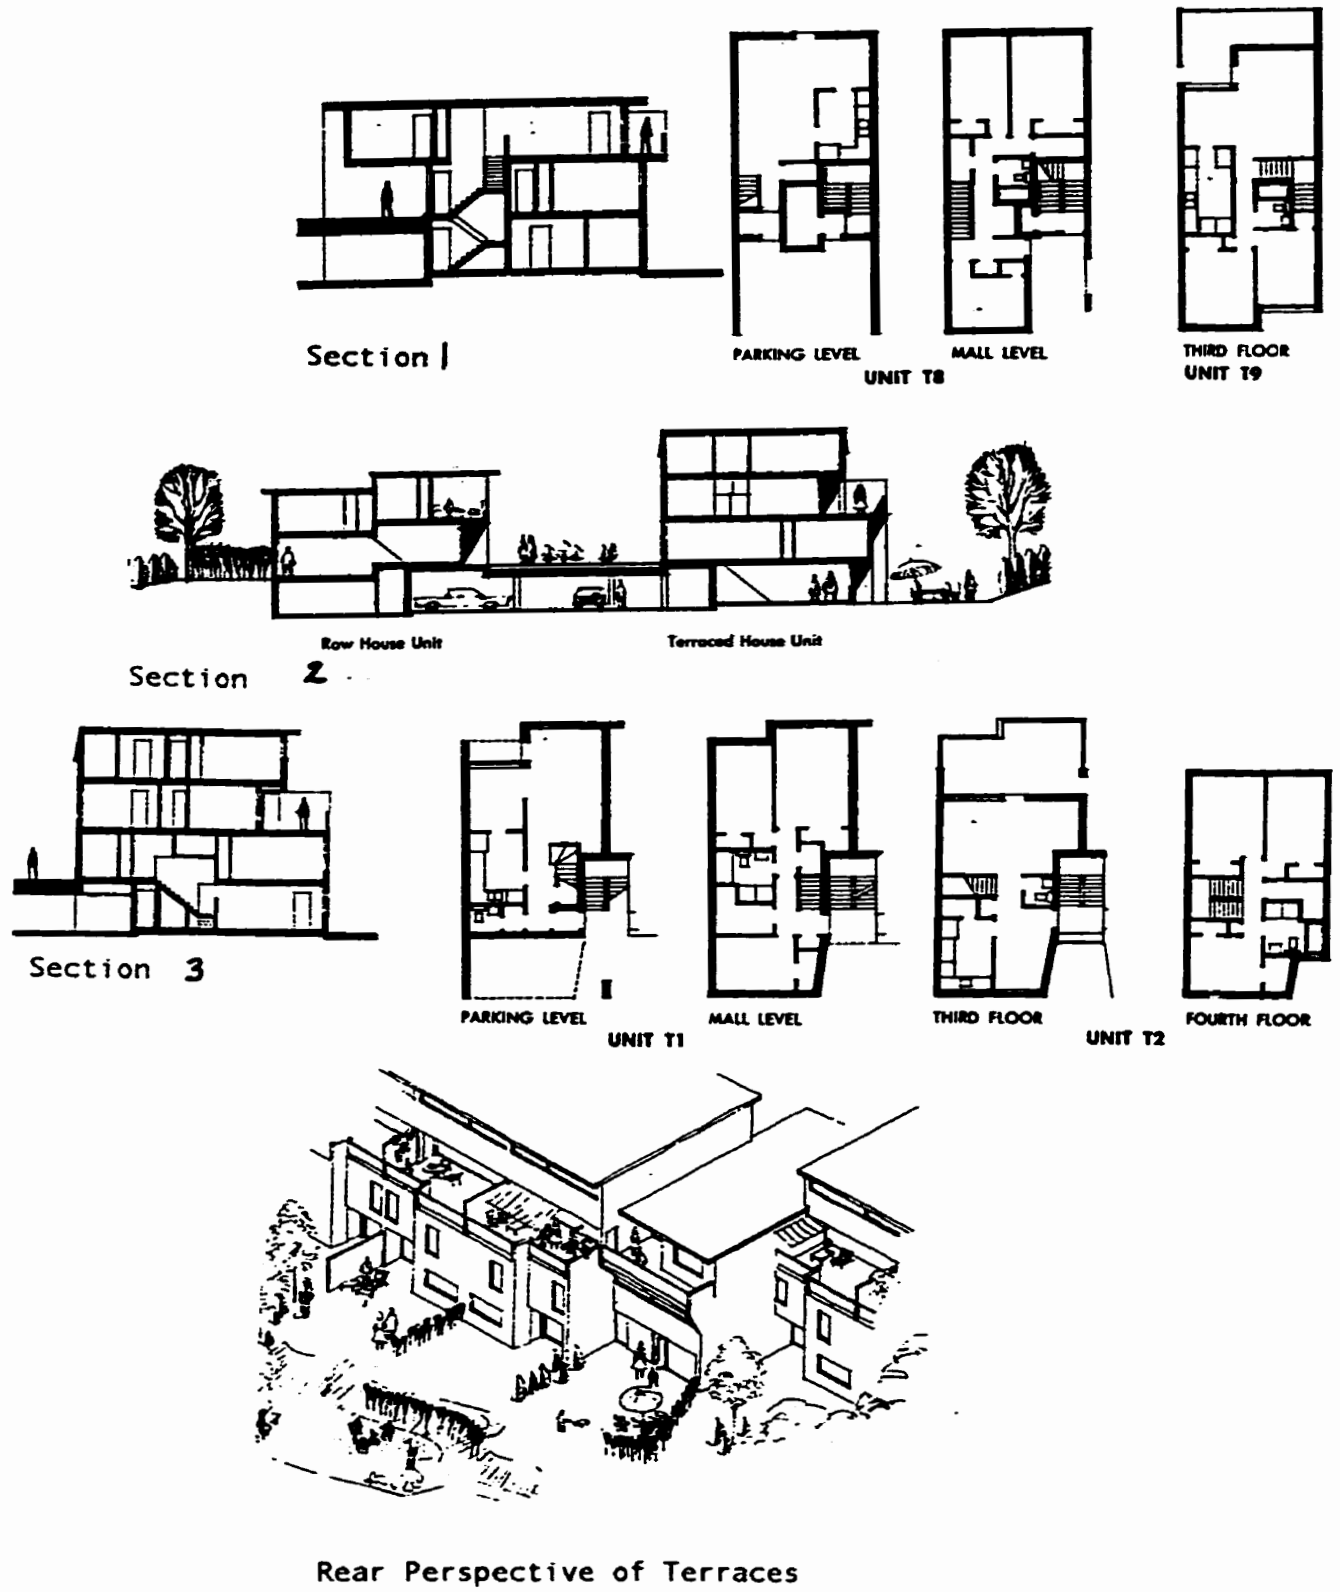 Section 1
PARKING LEVEL
MALL LEVEL
UNIT T8
THIRD FLOOR
UNIT T9
Row House Unit
Terraced House Unit
Section 2
Section 3
PARKING LEVEL
MALL LEVEL
UNIT T1
THIRD FLOOR
FOURTH FLOOR
UNIT T2
Rear Perspective of Terraces